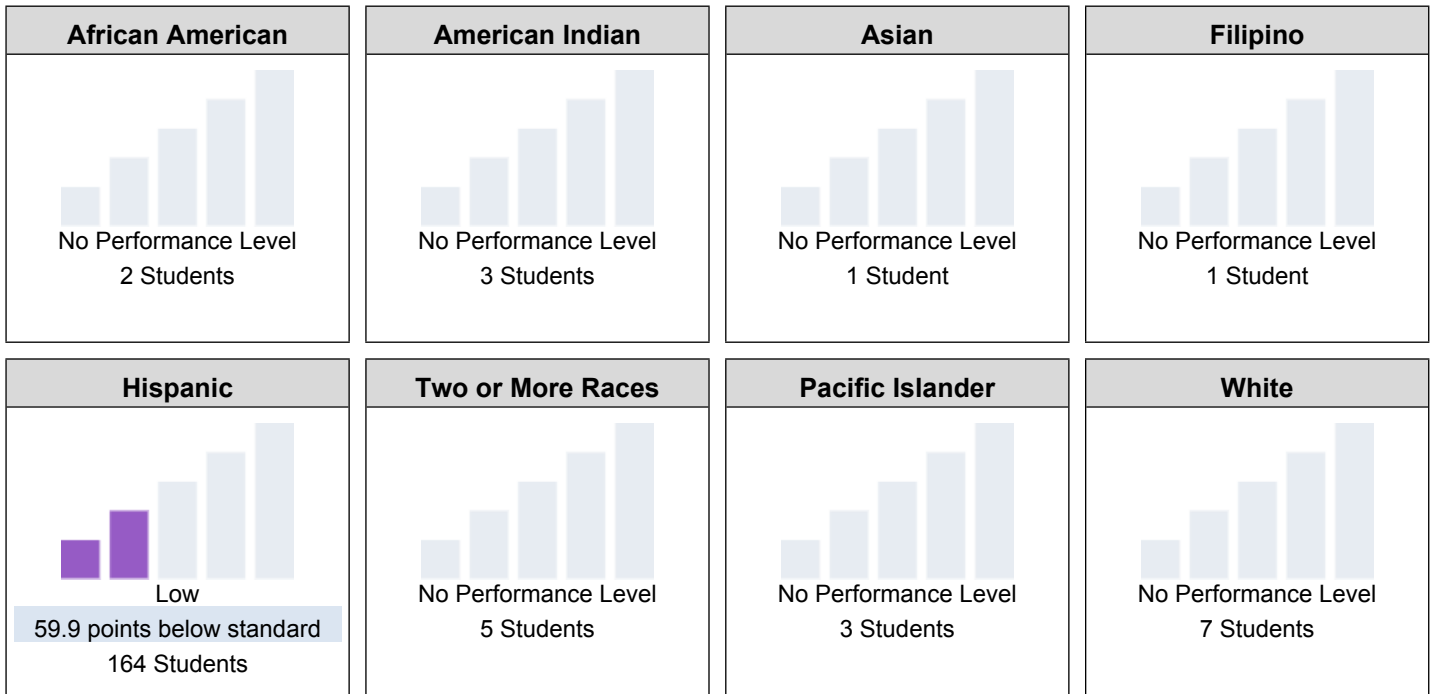 African American
No Performance Level
2 Students
American Indian
No Performance Level
3 Students
Asian
No Performance Level
1 Student
Filipino
No Performance Level
1 Student
Hispanic
Low
59.9 points below standard
164 Students
Two or More Races
No Performance Level
5 Students
Pacific Islander
No Performance Level
3 Students
White
No Performance Level
7 Students